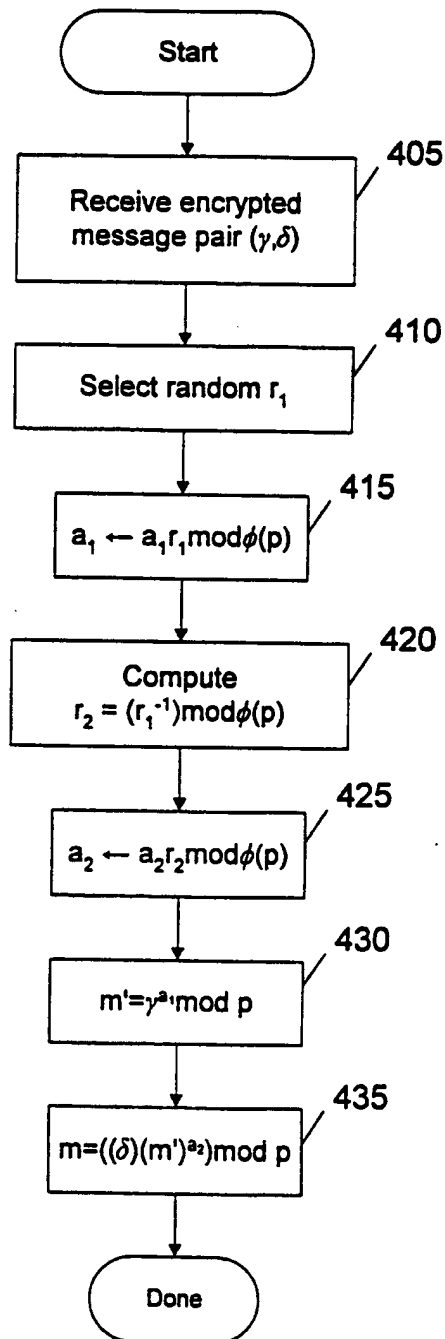 Start
405
Receive encrypted
message pair (γ,δ)
410
Select random r₁
415
a₁ ← a₁r₁modϕ(p)
420
Compute
r₂ = (r₁⁻¹)modϕ(p)
425
a₂ ← a₂r₂modϕ(p)
430
m'=γᵃ¹mod p
435
m=((δ)(m')ᵃ²)mod p
Done